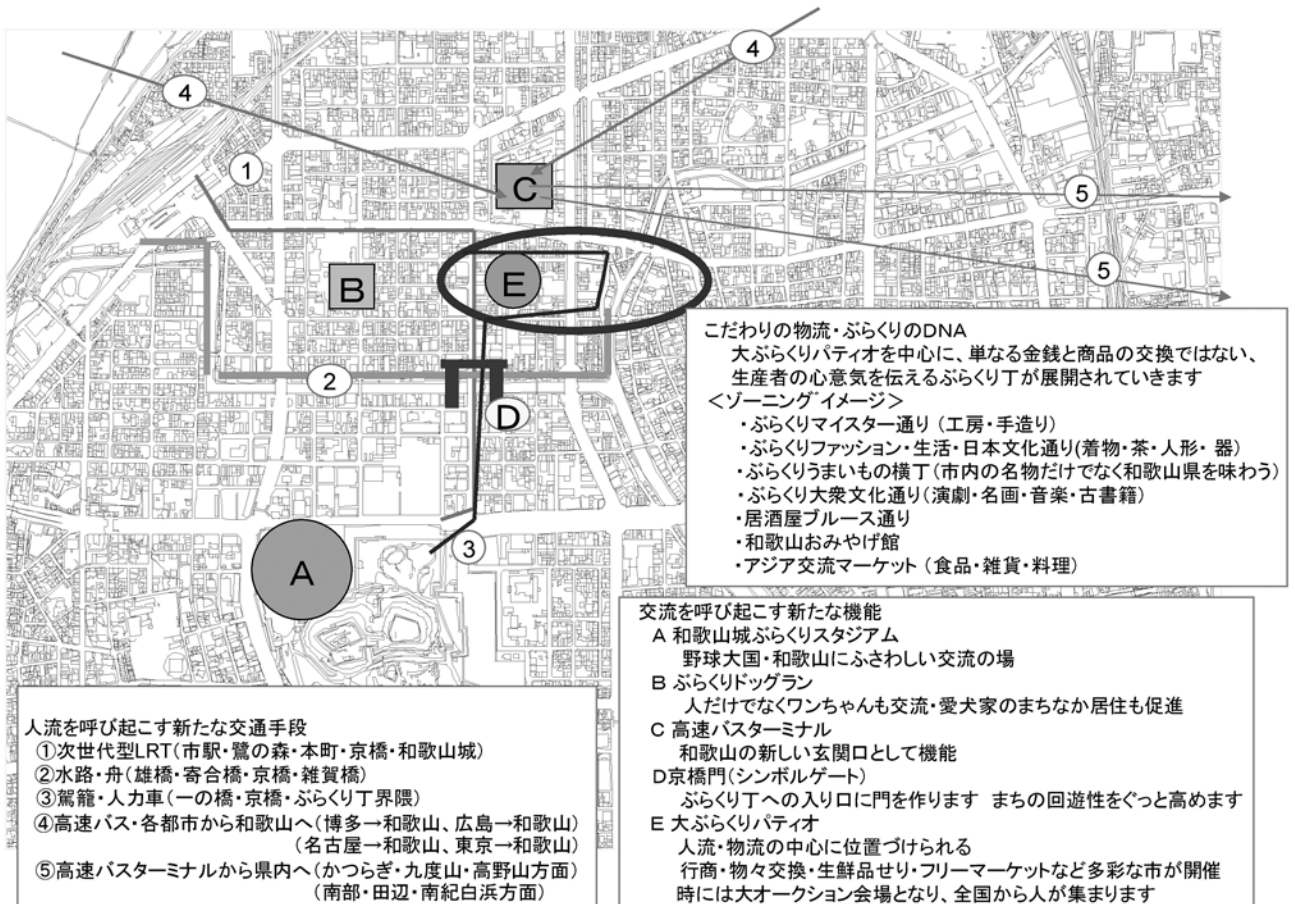 ④
④
①
C
⑤
B
E
⑤
②
D
A
③
こだわりの物流・ぶらくりのDNA
大ぶらくりパティオを中心に、単なる金銭と商品の交換ではない、
生産者の心意気を伝えるぶらくり丁が展開されていきます
＜ゾーニングイメージ＞
・ぶらくりマイスター通り（工房・手造り）
・ぶらくりファッション・生活・日本文化通り(着物・茶・人形・器)
・ぶらくりうまいもの横丁(市内の名物だけでなく和歌山県を味わう)
・ぶらくり大衆文化通り(演劇・名画・音楽・古書籍)
・居酒屋ブルース通り
・和歌山おみやげ館
・アジア交流マーケット（食品・雑貨・料理）
交流を呼び起こす新たな機能
A 和歌山城ぶらくりスタジアム
野球大国・和歌山にふさわしい交流の場
B ぶらくりドッグラン
人だけでなくワンちゃんも交流・愛犬家のまちなか居住も促進
C 高速バスターミナル
和歌山の新しい玄関口として機能
D京橋門(シンボルゲート)
ぶらくり丁への入り口に門を作ります　まちの回遊性をぐっと高めます
E 大ぶらくりパティオ
人流・物流の中心に位置づけられる
行商・物々交換・生鮮品せり・フリーマーケットなど多彩な市が開催
時には大オークション会場となり、全国から人が集まります
人流を呼び起こす新たな交通手段
①次世代型LRT(市駅・鷺の森・本町・京橋・和歌山城)
②水路・舟(雄橋・寄合橋・京橋・雑賀橋)
③駕籠・人力車(一の橋・京橋・ぶらくり丁界隈)
④高速バス・各都市から和歌山へ(博多→和歌山、広島→和歌山)
(名古屋→和歌山、東京→和歌山)
⑤高速バスターミナルから県内へ(かつらぎ・九度山・高野山方面)
(南部・田辺・南紀白浜方面)